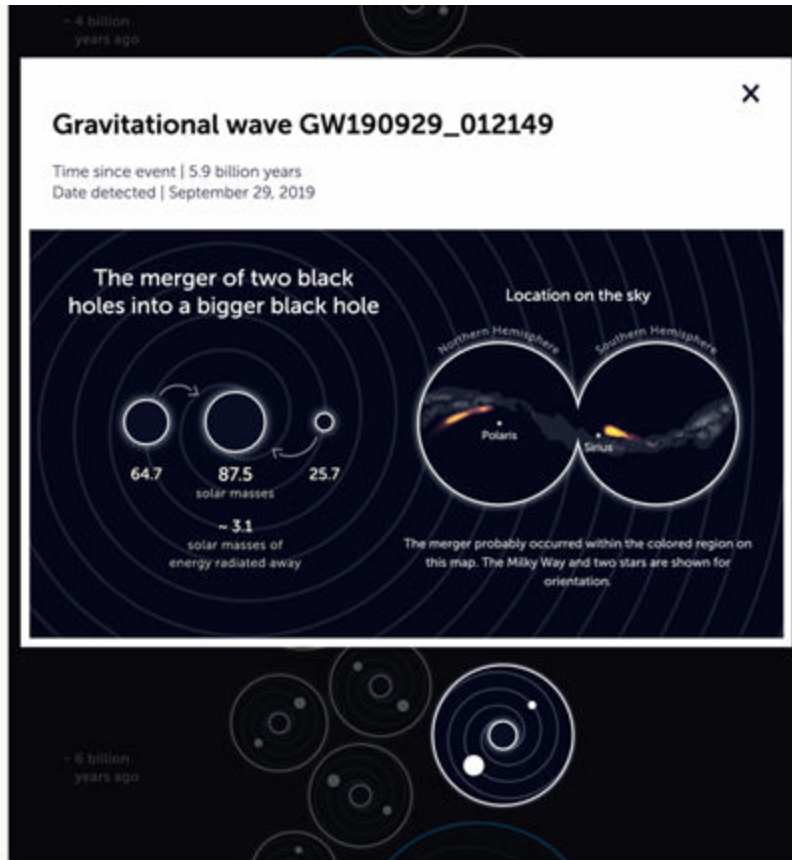 ~ 4 billion
years ago
X
Gravitational wave GW190929_012149
Time since event | 5.9 billion years
Date detected | September 29, 2019
The merger of two black
holes into a bigger black hole
64.7
87.5
25.7
solar masses
~ 3.1
solar masses of
energy radiated away
Location on the sky
Northern Hemisphere
Southern Hemisphere
Polaris
Sirius
The merger probably occurred within the colored region on
this map. The Milky Way and two stars are shown for
orientation.
~ 6 billion
years ago